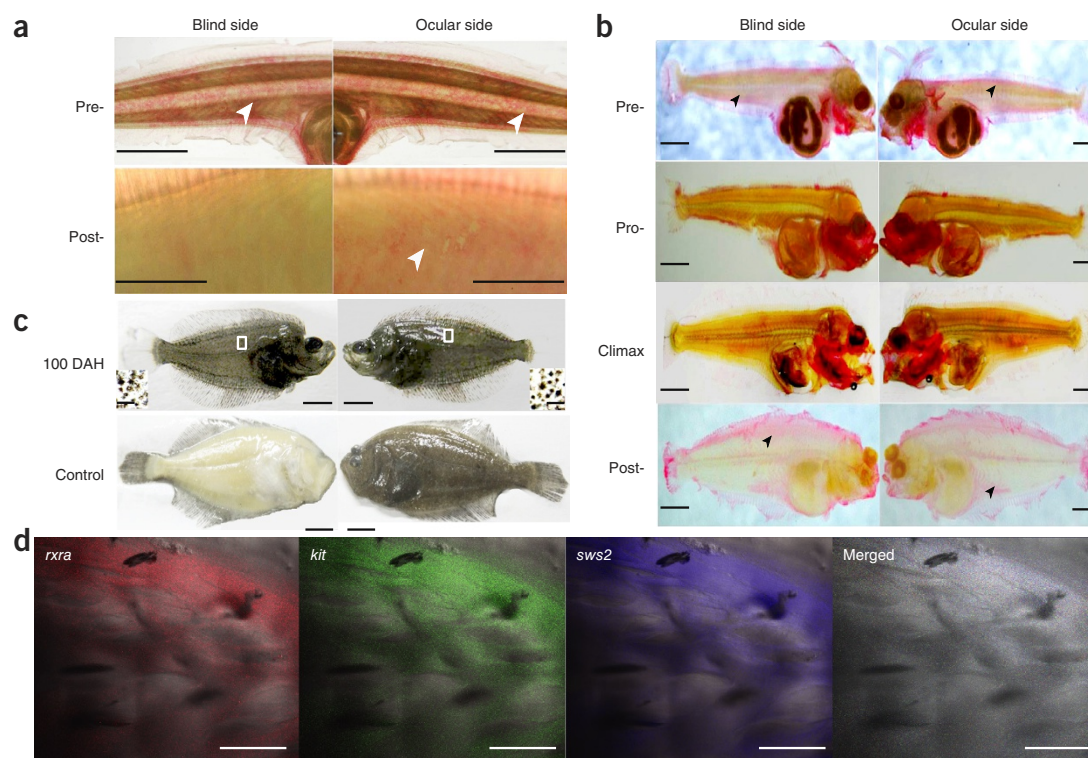 a
Blind side
Ocular side
Pre-
Post-
b
Blind side
Ocular side
Pre-
Pro-
Climax
Post-
c
100 DAH
Control
d
rxra
kit
sws2
Merged